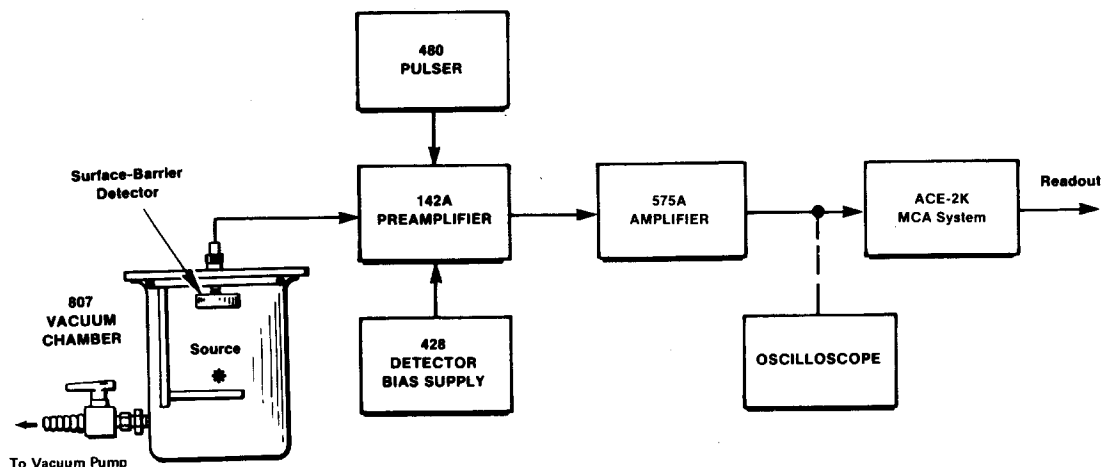 480
PULSER
Surface-Barrier
Detector
142A
PREAMPLIFIER
575A
AMPLIFIER
ACE-2K
MCA System
Readout
807
VACUUM
CHAMBER
Source
428
DETECTOR
BIAS SUPPLY
OSCILLOSCOPE
To Vacuum Pump